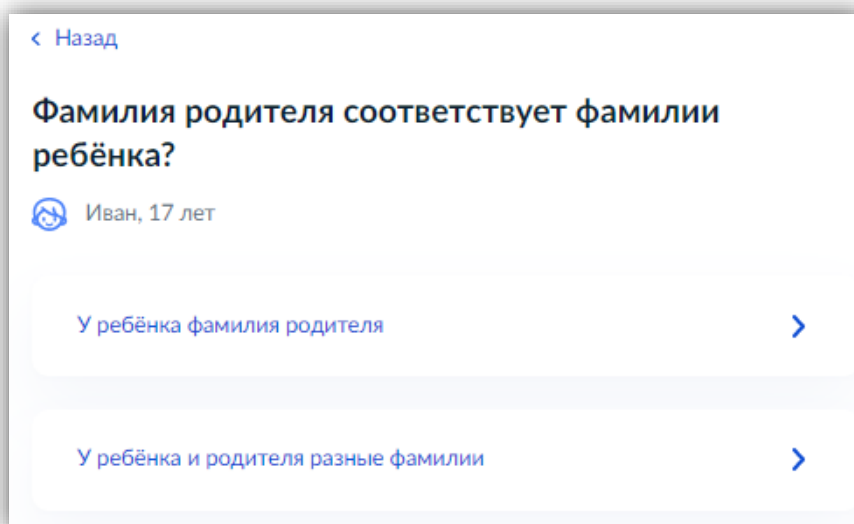 Назад
Фамилия родителя соответствует фамилии
ребёнка?
Иван, 17 лет
У ребёнка фамилия родителя
У ребёнка и родителя разные фамилии